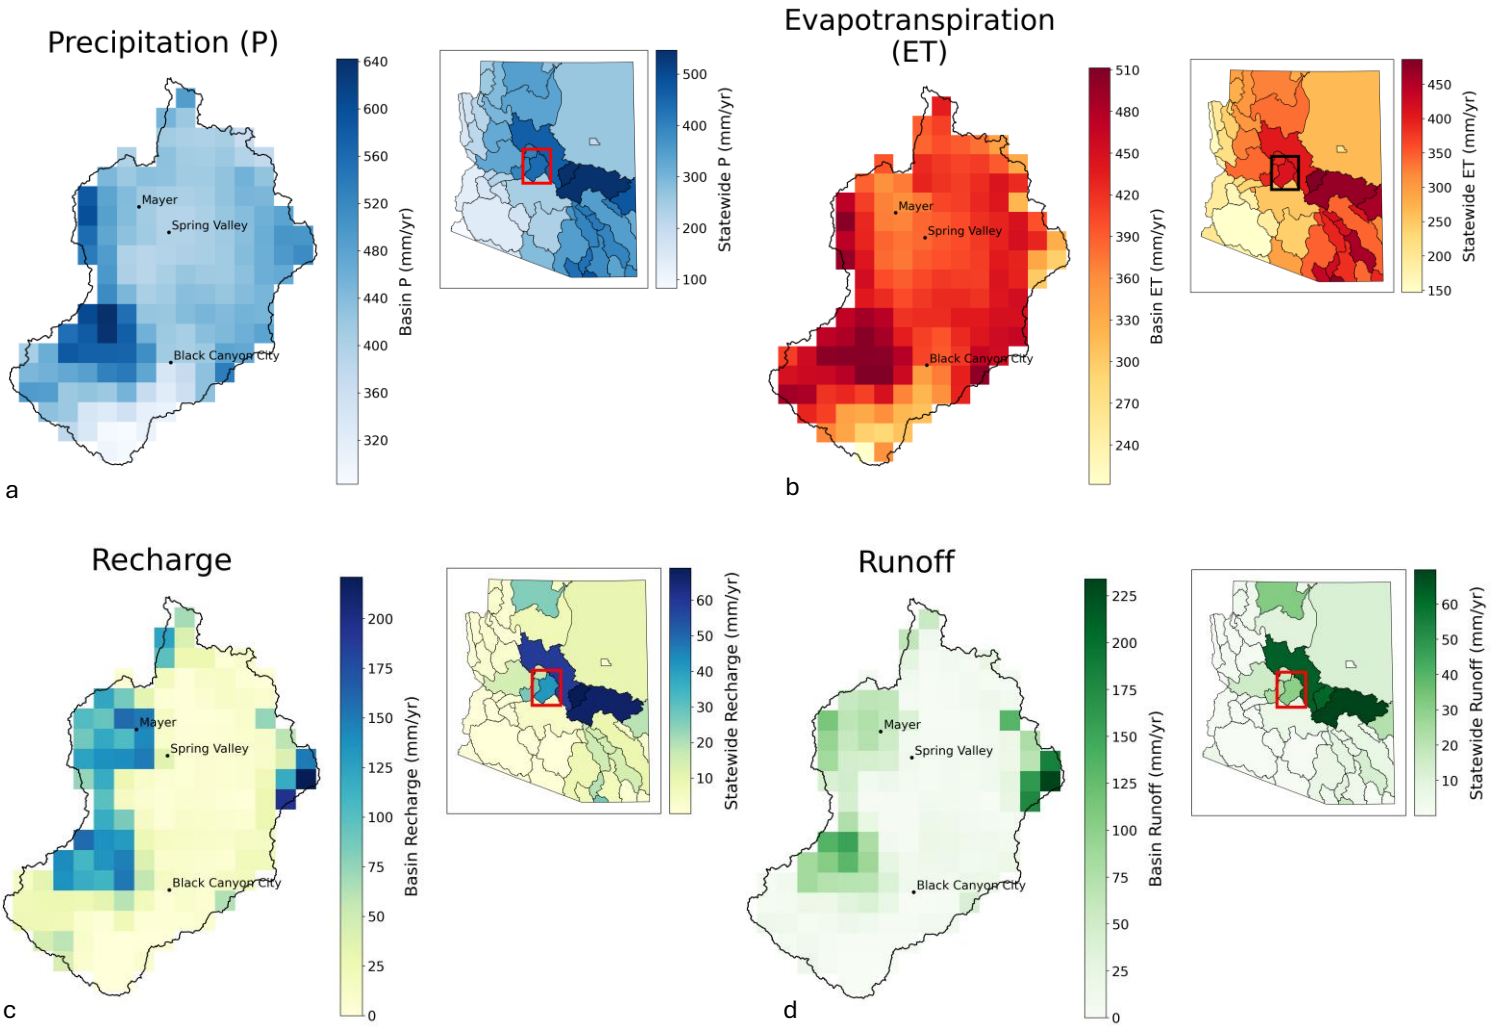 Precipitation (P)
640
600
560
520
480
440
400
360
320
Basin P (mm/yr)
Mayer
Spring Valley
Black Canyon City
500
400
300
200
100
Statewide P (mm/yr)
a
Evapotranspiration
(ET)
510
480
450
420
390
360
330
300
270
240
Basin ET (mm/yr)
Mayer
Spring Valley
Black Canyon City
450
400
350
300
250
200
150
Statewide ET (mm/yr)
b
Recharge
200
175
150
125
100
75
50
25
0
Basin Recharge (mm/yr)
Mayer
Spring Valley
Black Canyon City
60
50
40
30
20
10
Statewide Recharge (mm/yr)
c
Runoff
225
200
175
150
125
100
75
50
25
0
Basin Runoff (mm/yr)
Mayer
Spring Valley
Black Canyon City
60
50
40
30
20
10
Statewide Runoff (mm/yr)
d